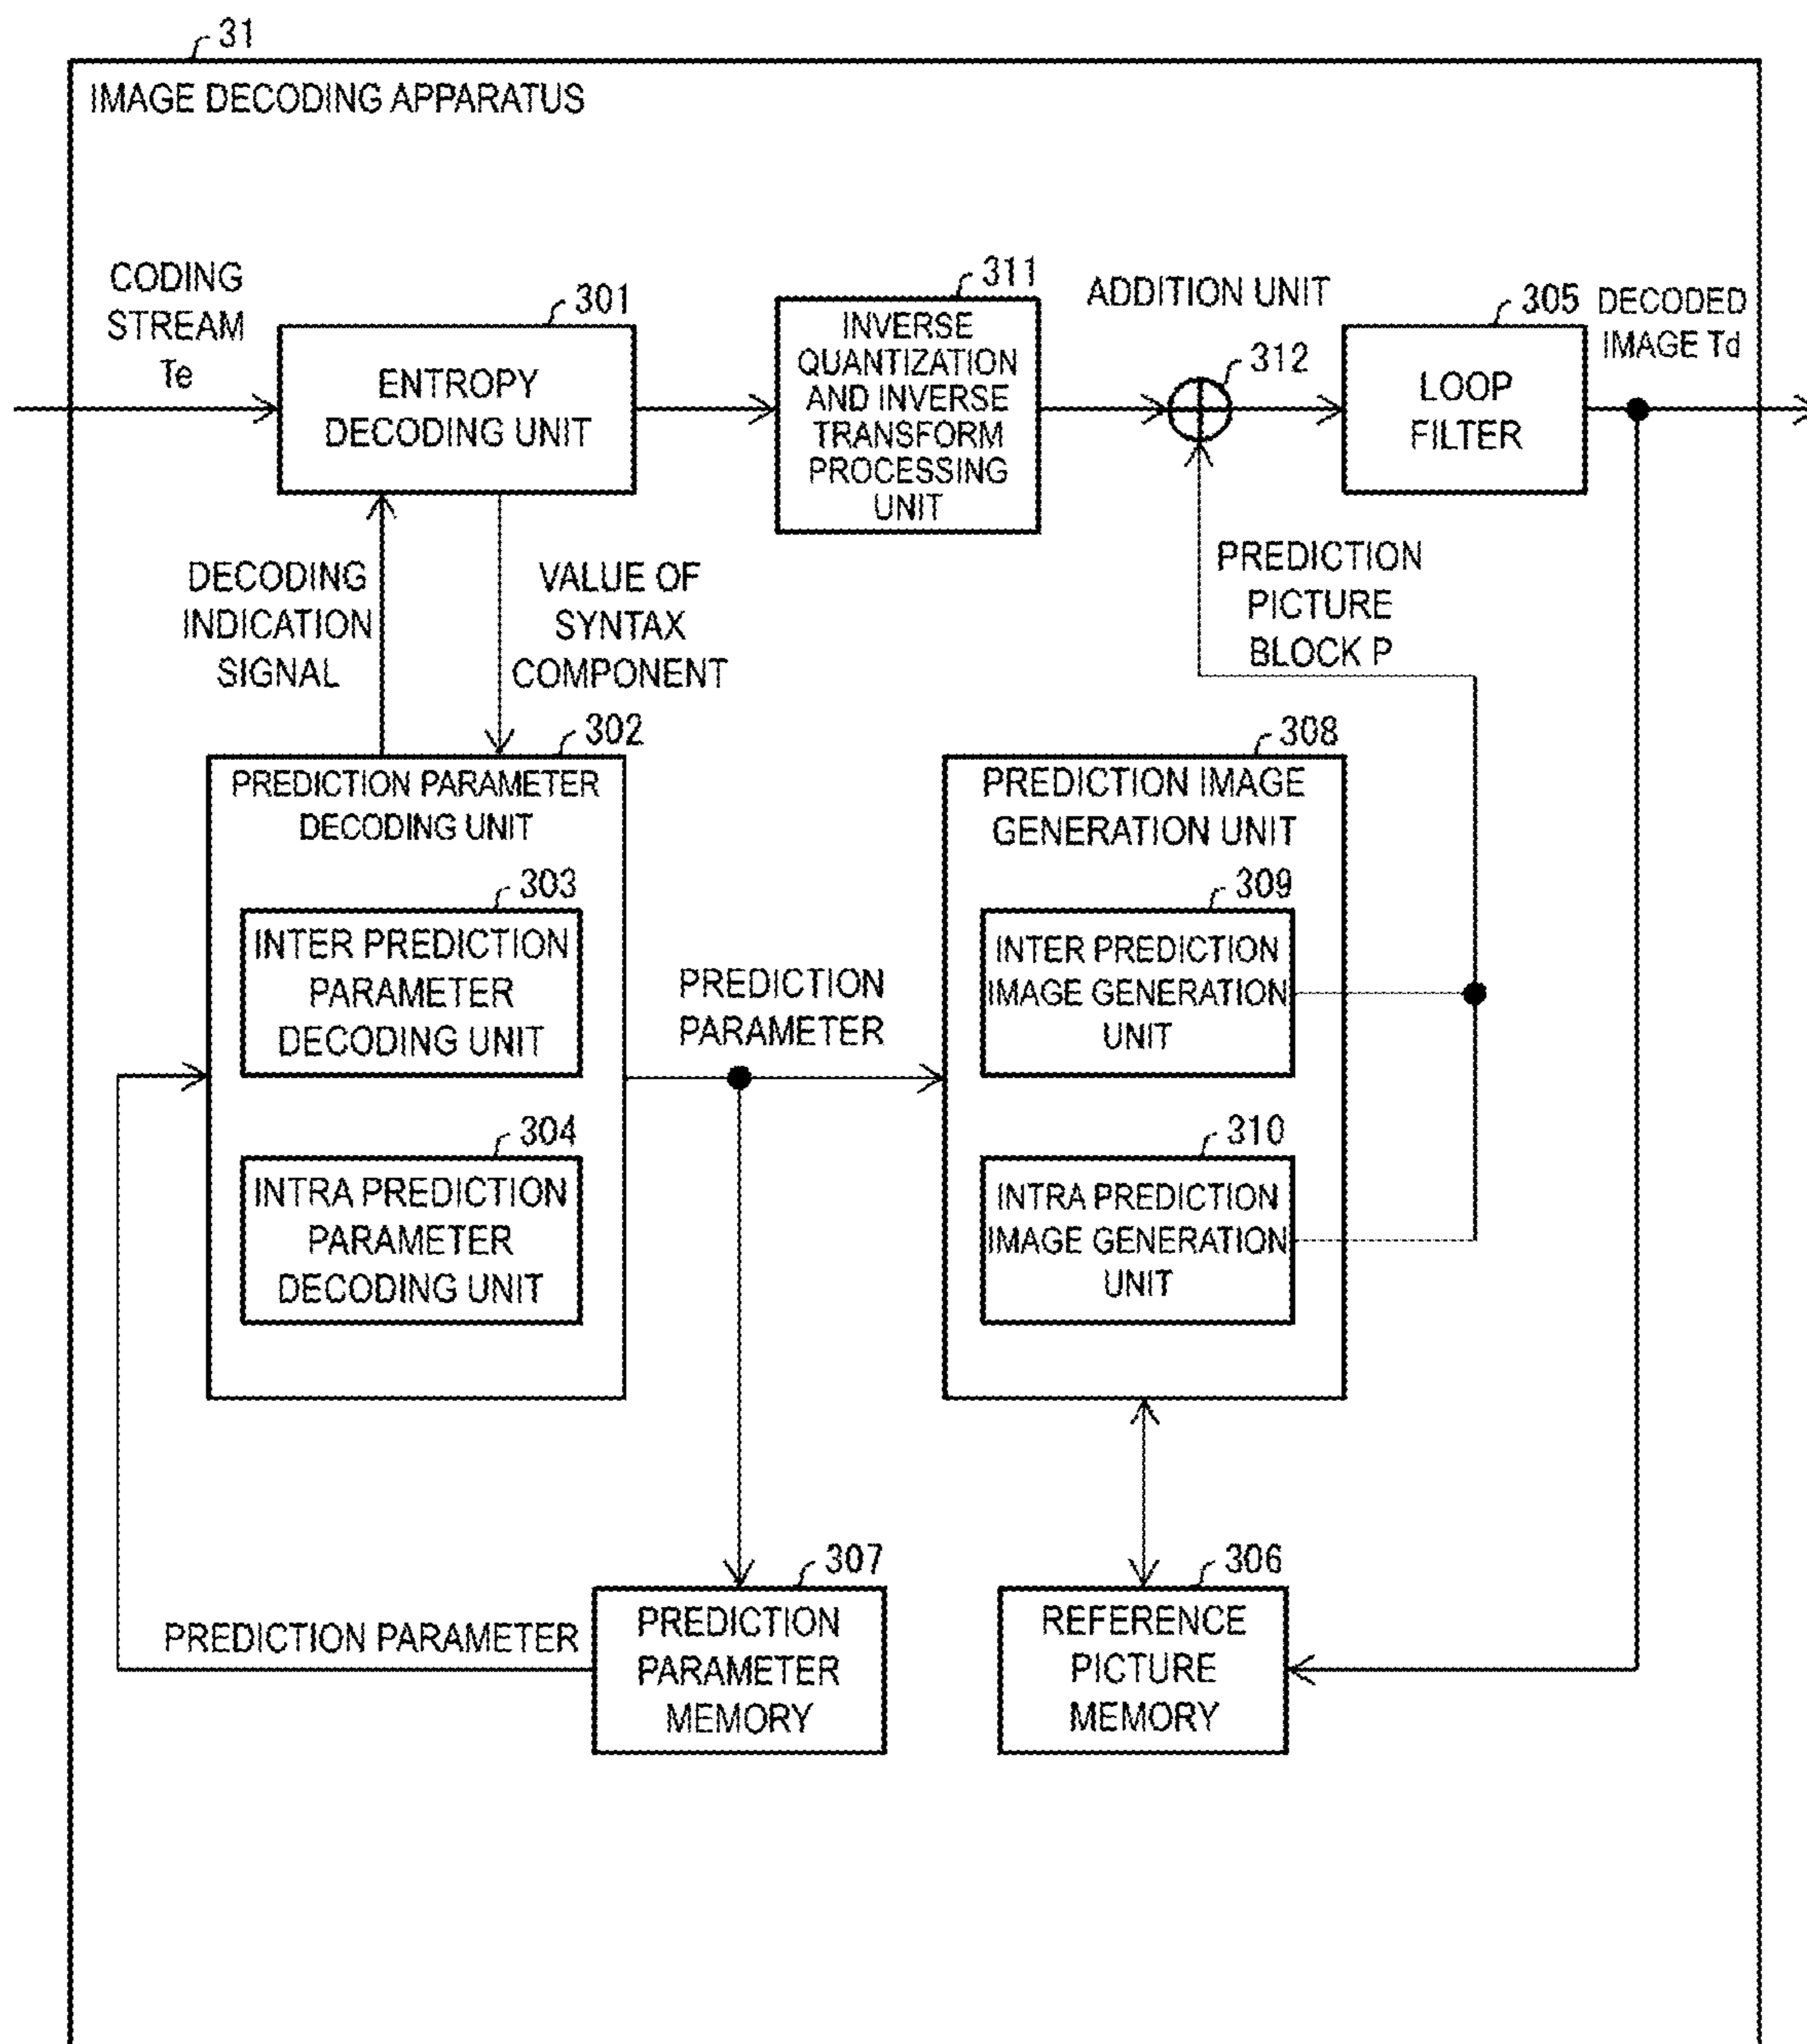 31
IMAGE DECODING APPARATUS
CODING
STREAM
Te
301
ENTROPY
DECODING UNIT
311
INVERSE
QUANTIZATION
AND INVERSE
TRANSFORM
PROCESSING
UNIT
ADDITION UNIT
312
305
LOOP
FILTER
DECODED
IMAGE Td
DECODING
INDICATION
SIGNAL
VALUE OF
SYNTAX
COMPONENT
PREDICTION
PICTURE
BLOCK P
302
PREDICTION PARAMETER
DECODING UNIT
303
INTER PREDICTION
PARAMETER
DECODING UNIT
304
INTRA PREDICTION
PARAMETER
DECODING UNIT
PREDICTION
PARAMETER
308
PREDICTION IMAGE
GENERATION UNIT
309
INTER PREDICTION
IMAGE GENERATION
UNIT
310
INTRA PREDICTION
IMAGE GENERATION
UNIT
PREDICTION PARAMETER
307
PREDICTION
PARAMETER
MEMORY
306
REFERENCE
PICTURE
MEMORY